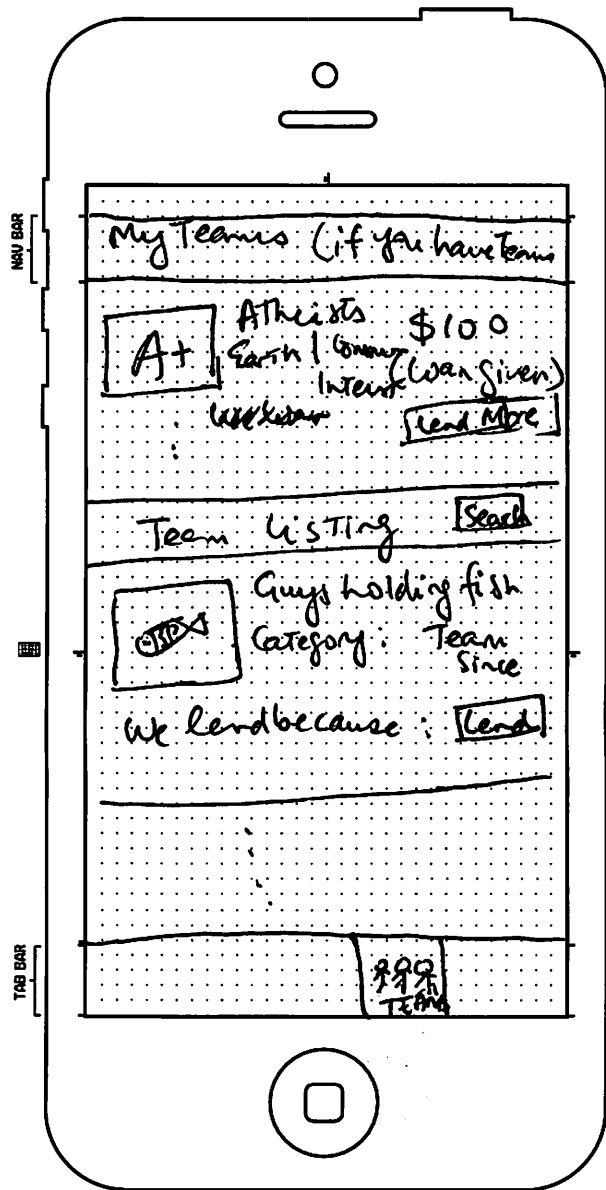 NAV BAR
My Teams (if you have Teams
A+
Atheists
Earth | Common
Interest
$100
(Loan given)
Lend More
Team Listing
Search
Guys holding fish
Category: Team
Since
We lend because:
Lend
TAB BAR
TEAMS